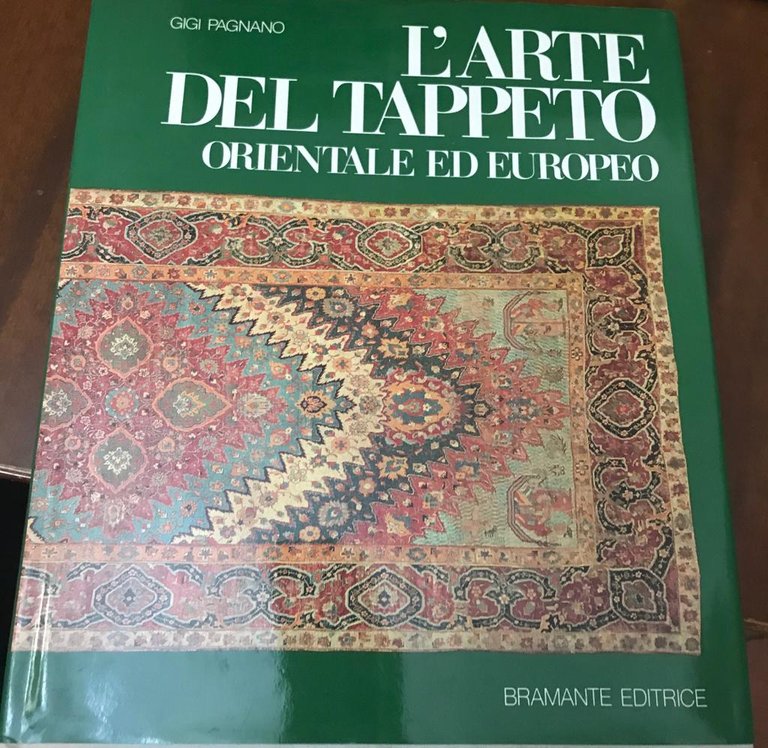 GIGI PAGNANO
L'ARTE
DEL TAPPETO
ORIENTALE ED EUROPEO
BRAMANTE EDITRICE